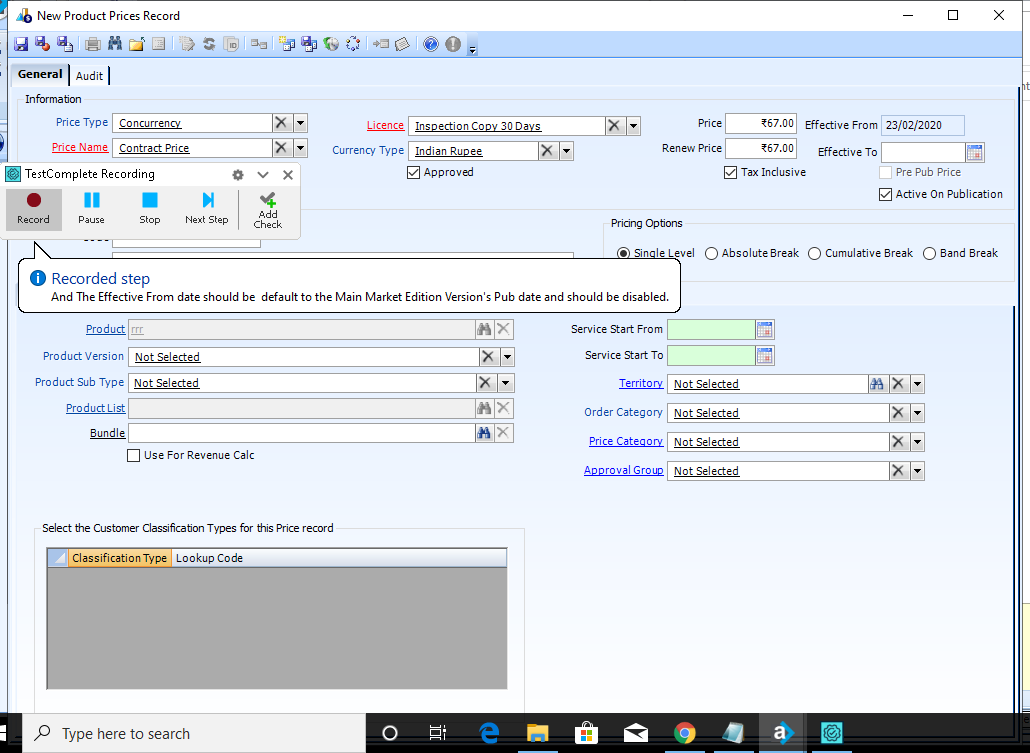 New Product Prices Record
General Audit
Information
Price Type Concurrency
Licence Inspection Copy 30 Days
Price ₹67.00 Effective From 23/02/2020
Price Name Contract Price
Currency Type Indian Rupee
Renew Price ₹67.00 Effective To
Approved
Tax Inclusive
Pre Pub Price
Active On Publication
TestComplete Recording
Record Pause Stop Next Step Add
Check
Pricing Options
Single Level Absolute Break Cumulative Break Band Break
Recorded step
And The Effective From date should be default to the Main Market Edition Version's Pub date and should be disabled.
Product rrr
Service Start From
Product Version Not Selected
Service Start To
Product Sub Type Not Selected
Territory Not Selected
Product List
Order Category Not Selected
Bundle
Price Category Not Selected
Use For Revenue Calc
Approval Group Not Selected
Select the Customer Classification Types for this Price record
Classification Type Lookup Code
Type here to search